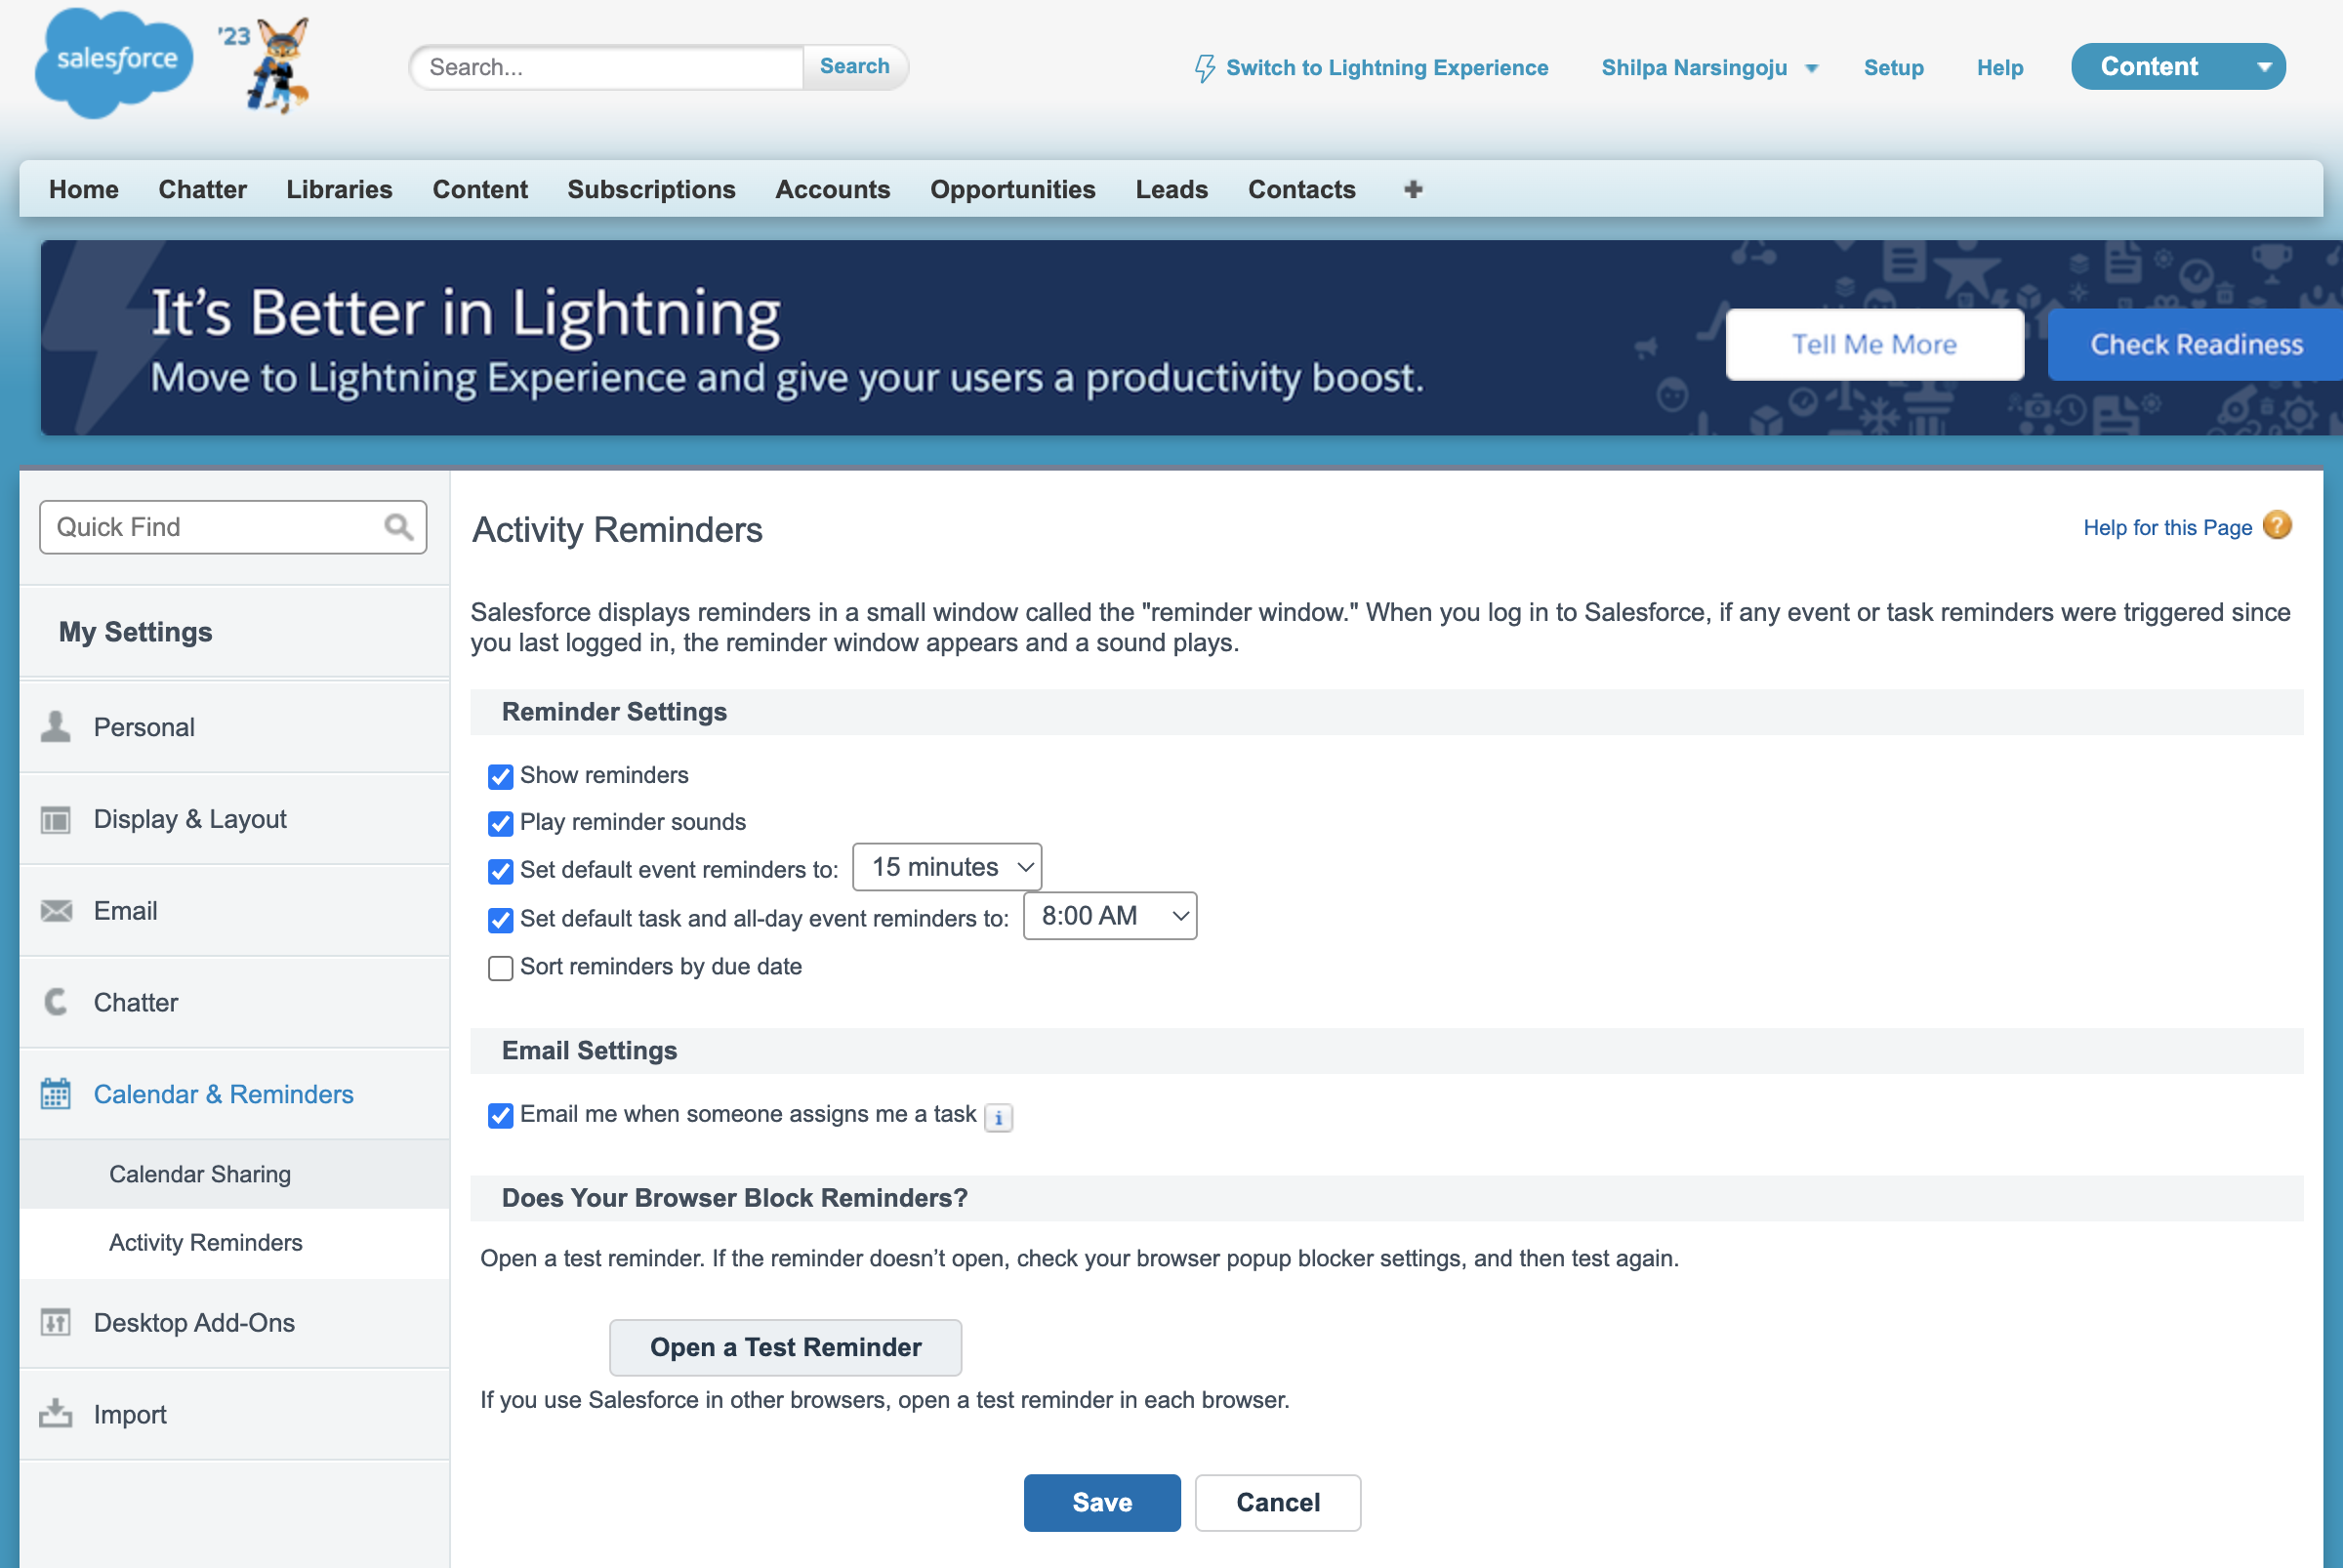 salesforce
'23
Search...
Search
Switch to Lightning Experience
Shilpa Narsingoju
Setup
Help
Content
Home
Chatter
Libraries
Content
Subscriptions
Accounts
Opportunities
Leads
Contacts
It's Better in Lightning
Move to Lightning Experience and give your users a productivity boost.
Tell Me More
Check Readiness
Quick Find
My Settings
Personal
Display & Layout
Email
Chatter
Calendar & Reminders
Calendar Sharing
Activity Reminders
Desktop Add-Ons
Import
Activity Reminders
Help for this Page
Salesforce displays reminders in a small window called the "reminder window." When you log in to Salesforce, if any event or task reminders were triggered since
you last logged in, the reminder window appears and a sound plays.
Reminder Settings
Show reminders
Play reminder sounds
Set default event reminders to: 15 minutes
Set default task and all-day event reminders to: 8:00 AM
Sort reminders by due date
Email Settings
Email me when someone assigns me a task
Does Your Browser Block Reminders?
Open a test reminder. If the reminder doesn’t open, check your browser popup blocker settings, and then test again.
Open a Test Reminder
If you use Salesforce in other browsers, open a test reminder in each browser.
Save
Cancel